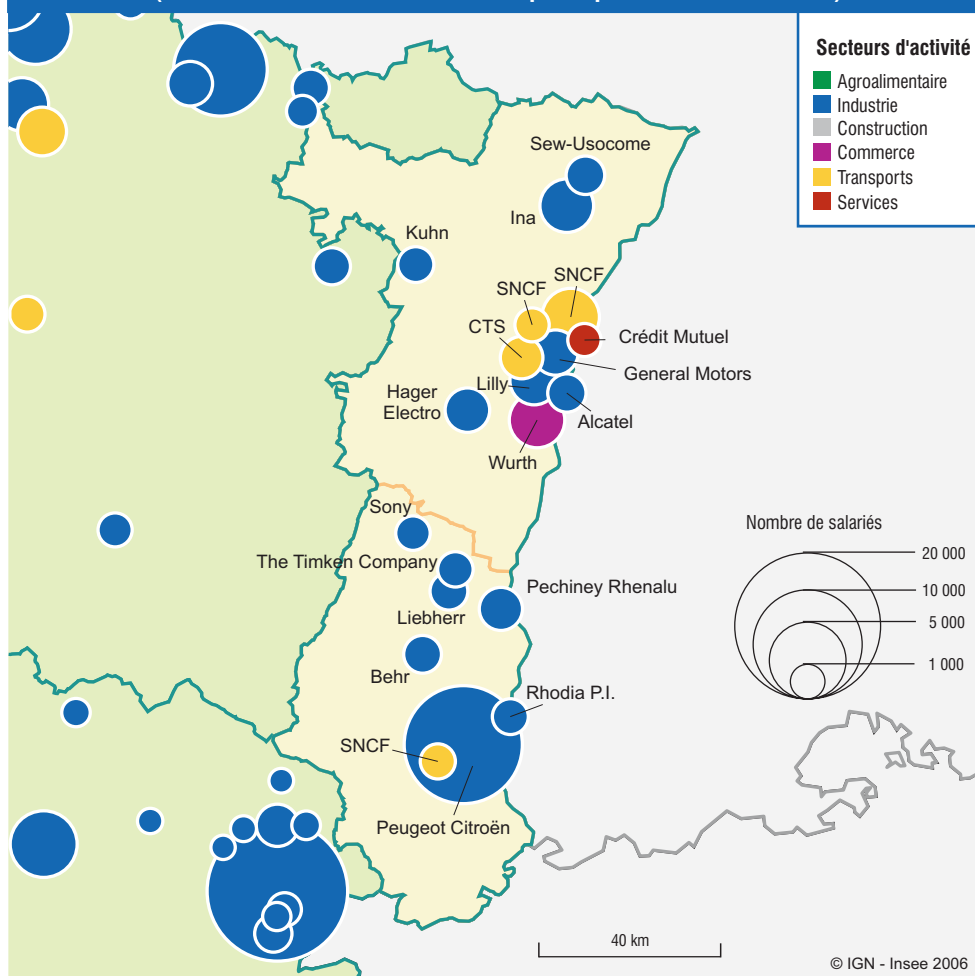 Secteurs d'activité
Agroalimentaire
Industrie
Construction
Commerce
Transports
Services
Sew-Usocome
Ina
Kuhn
SNCF
SNCF
CTS
Crédit Mutuel
General Motors
Lilly
Hager
Electro
Alcatel
Wurth
Sony
The Timken Company
Pechiney Rhenalu
Liebherr
Behr
Rhodia P.I.
SNCF
Peugeot Citroën
Nombre de salariés
20 000
10 000
5 000
1 000
40 km
© IGN - Insee 2006